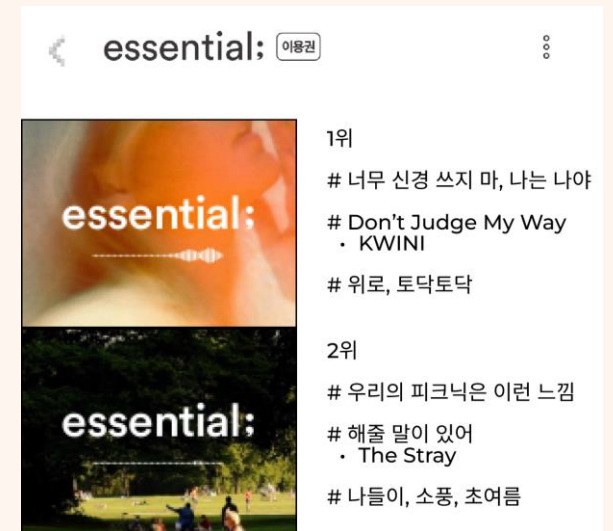 essential; 이용권
essential;
1위
# 너무 신경 쓰지 마, 나는 나야
# Don't Judge My Way
• KWINI
# 위로, 토닥토닥
essential;
2위
# 우리의 피크닉은 이런 느낌
# 해줄 말이 있어
• The Stray
# 나들이, 소풍, 초여름